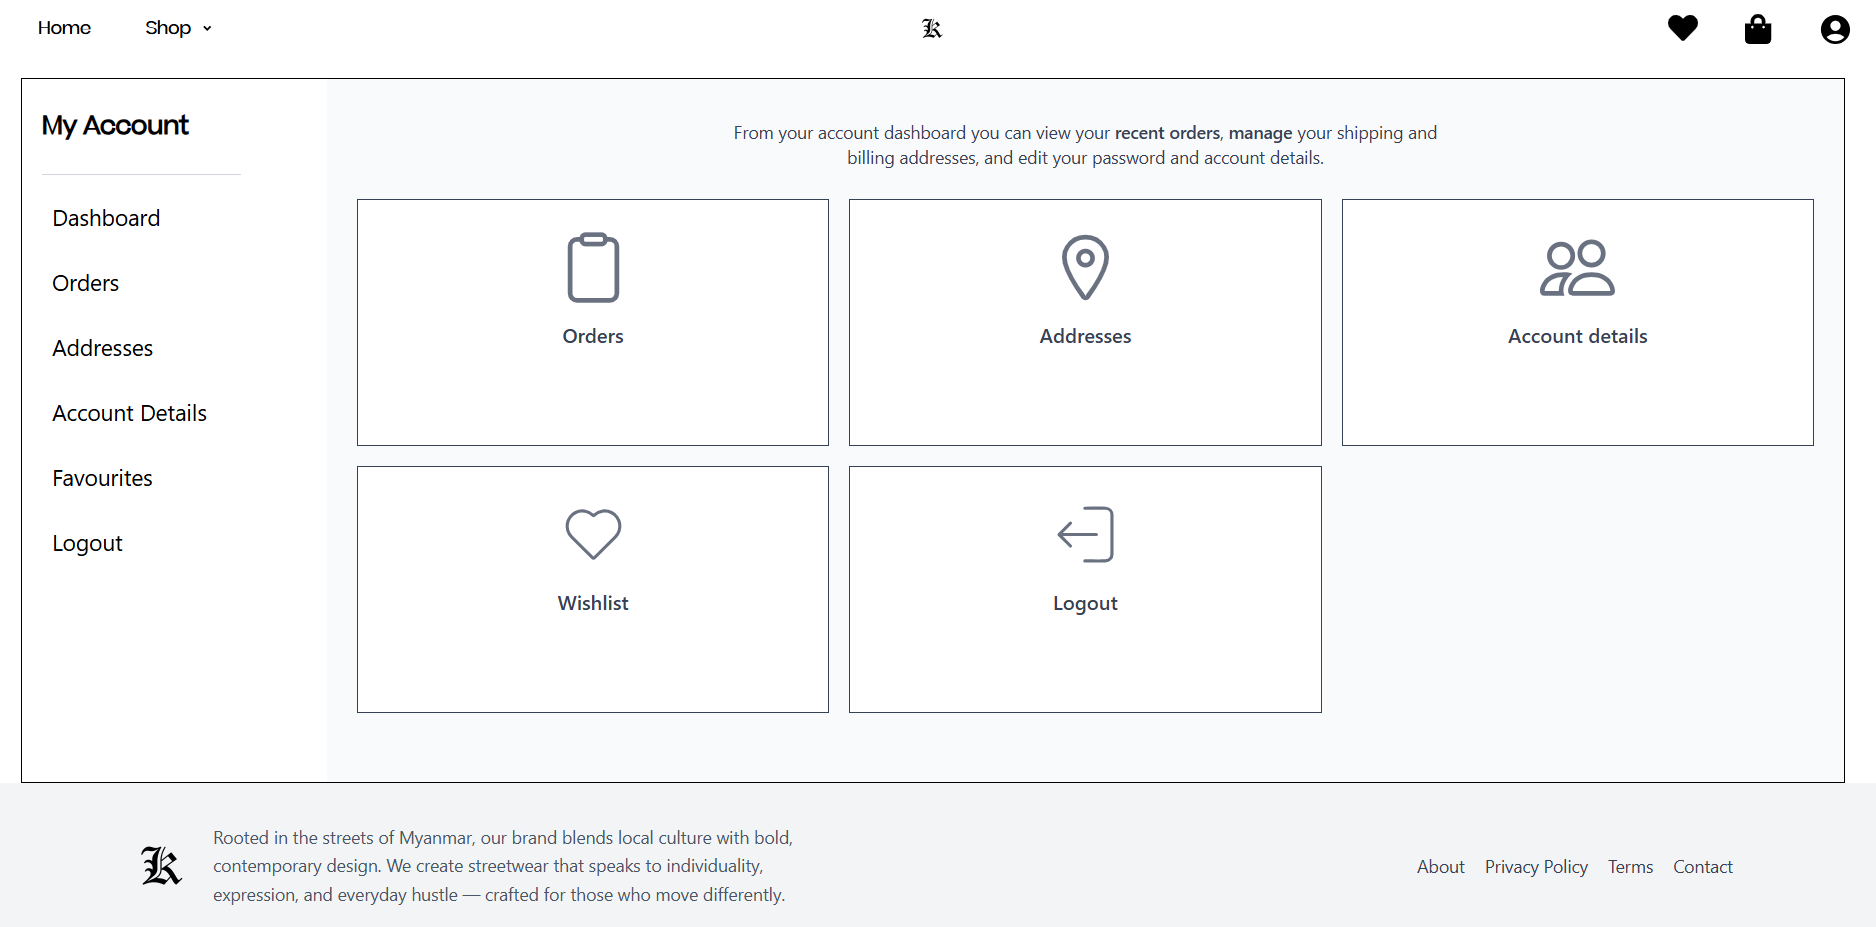 Home
Shop
k
My Account
Dashboard
Orders
Addresses
Account Details
Favourites
Logout
From your account dashboard you can view your recent orders, manage your shipping and
billing addresses, and edit your password and account details.
Orders
Addresses
Account details
Wishlist
Logout
k
Rooted in the streets of Myanmar, our brand blends local culture with bold,
contemporary design. We create streetwear that speaks to individuality,
expression, and everyday hustle — crafted for those who move differently.
About
Privacy Policy
Terms
Contact